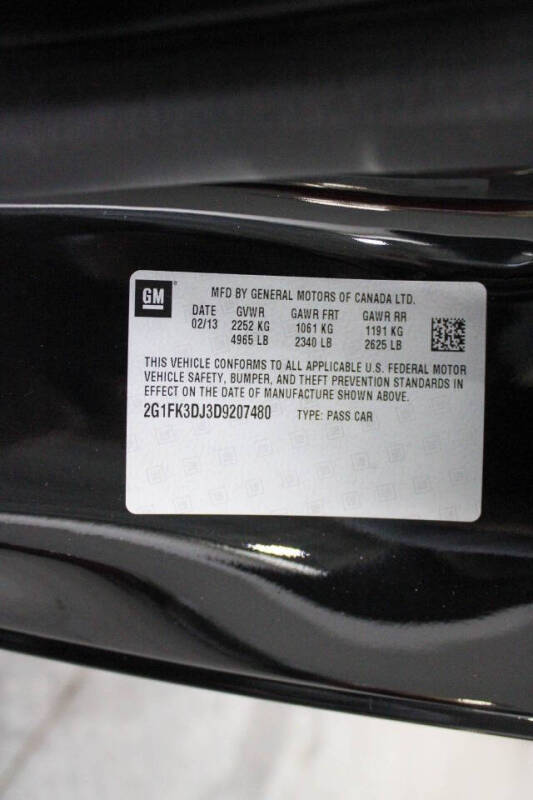 GM
MFD BY GENERAL MOTORS OF CANADA LTD.
DATE GVWR GAWR FRT GAWR RR
02/13 2252 KG 1061 KG 1191 KG
4965 LB 2340 LB 2625 LB
THIS VEHICLE CONFORMS TO ALL APPLICABLE U.S. FEDERAL MOTOR
VEHICLE SAFETY, BUMPER, AND THEFT PREVENTION STANDARDS IN
EFFECT ON THE DATE OF MANUFACTURE SHOWN ABOVE.
2G1FK3DJ3D9207480 TYPE: PASS CAR